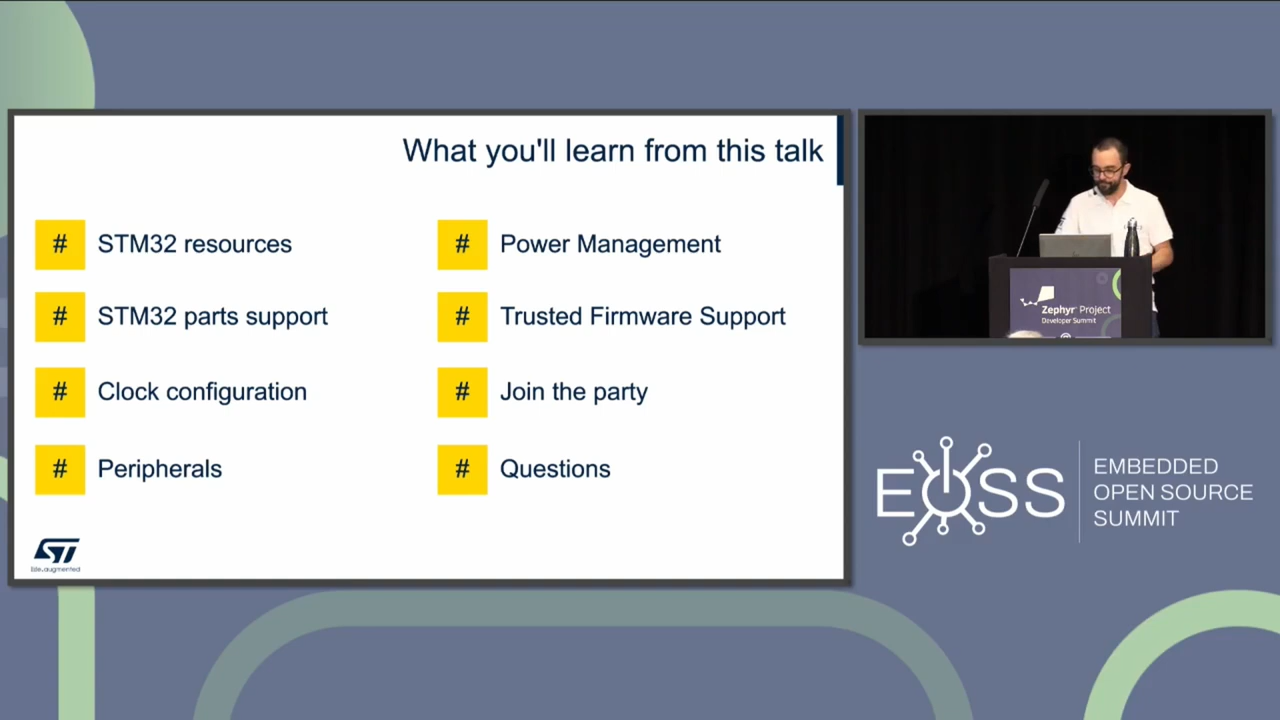 What you'll learn from this talk
# STM32 resources
# STM32 parts support
# Clock configuration
# Peripherals
# Power Management
# Trusted Firmware Support
# Join the party
# Questions
ST
life.augmented
Zephyr Project
Developer Summit
EOSS
EMBEDDED
OPEN SOURCE
SUMMIT